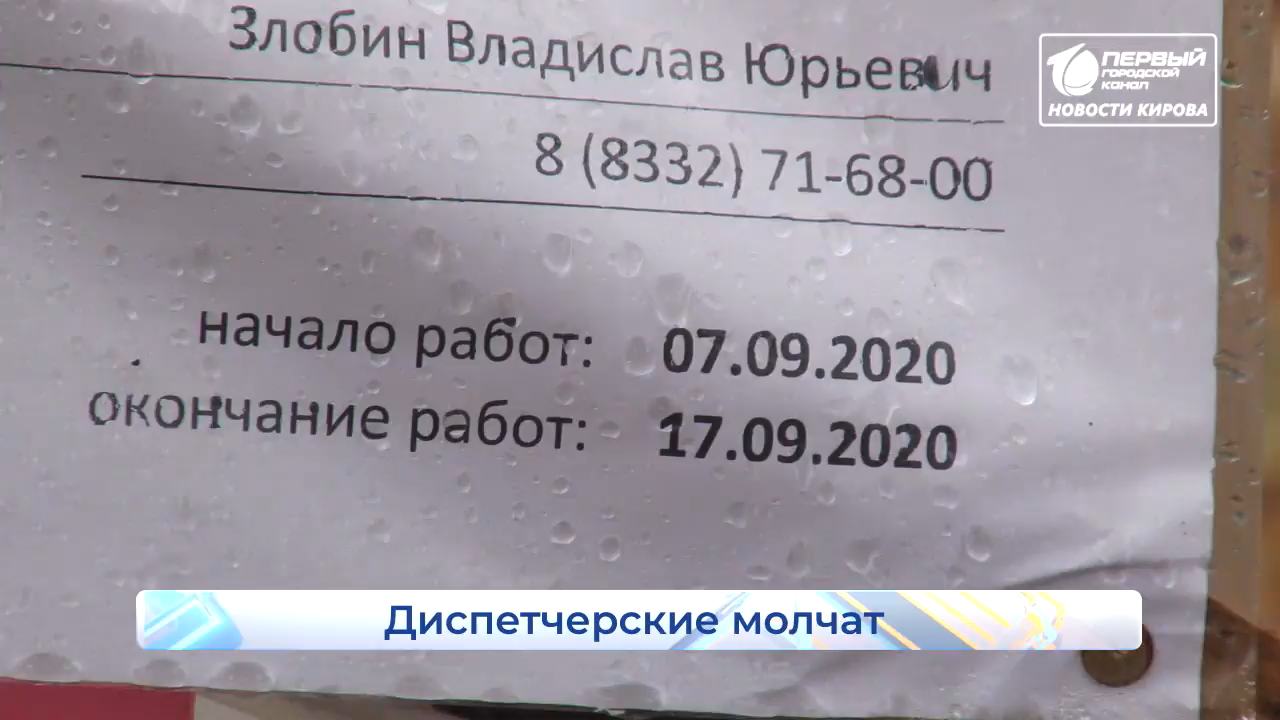 Злобин Владислав Юрьевич
ПЕРВЫЙ
ГОРОДСКОЙ
КАНАЛ
НОВОСТИ КИРОВА
8 (8332) 71-68-00
начало работ: 07.09.2020
окончание работ: 17.09.2020
Диспетчерские молчат